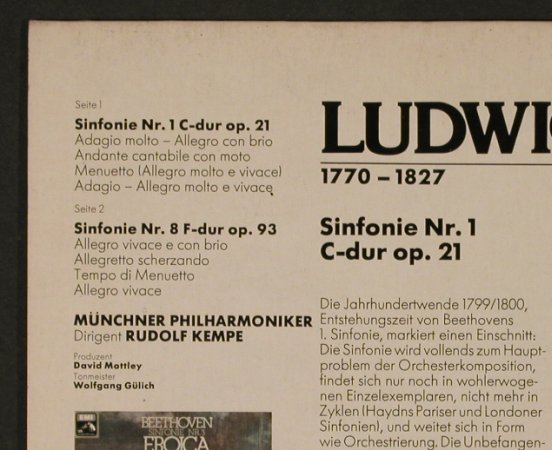 Seite 1
Sinfonie Nr. 1 C-dur op. 21
Adagio molto – Allegro con brio
Andante cantabile con moto
Menuetto (Allegro molto e vivace)
Adagio – Allegro molto e vivace
Seite 2
Sinfonie Nr. 8 F-dur op. 93
Allegro vivace e con brio
Allegretto scherzando
Tempo di Menuetto
Allegro vivace
MÜNCHNER PHILHARMONIKER
Dirigent RUDOLF KEMPE
Produzent
David Mottley
Tonmeister
Wolfgang Gülich
EMI
BEETHOVEN
SINFONIE NR. 3
EROICA
LUDWI
1770 – 1827
Sinfonie Nr. 1
C-dur op. 21
Die Jahrhundertwende 1799/1800,
Entstehungszeit von Beethovens
1. Sinfonie, markiert einen Einschnitt:
Die Sinfonie wird vollends zum Haupt-
problem der Orchesterkomposition,
findet sich nur noch in wohlerwoge-
nen Einzelexemplaren, nicht mehr in
Zyklen (Haydns Pariser und Londoner
Sinfonien), und weitet sich in Form
wie Orchestrierung. Die Unbefangen-